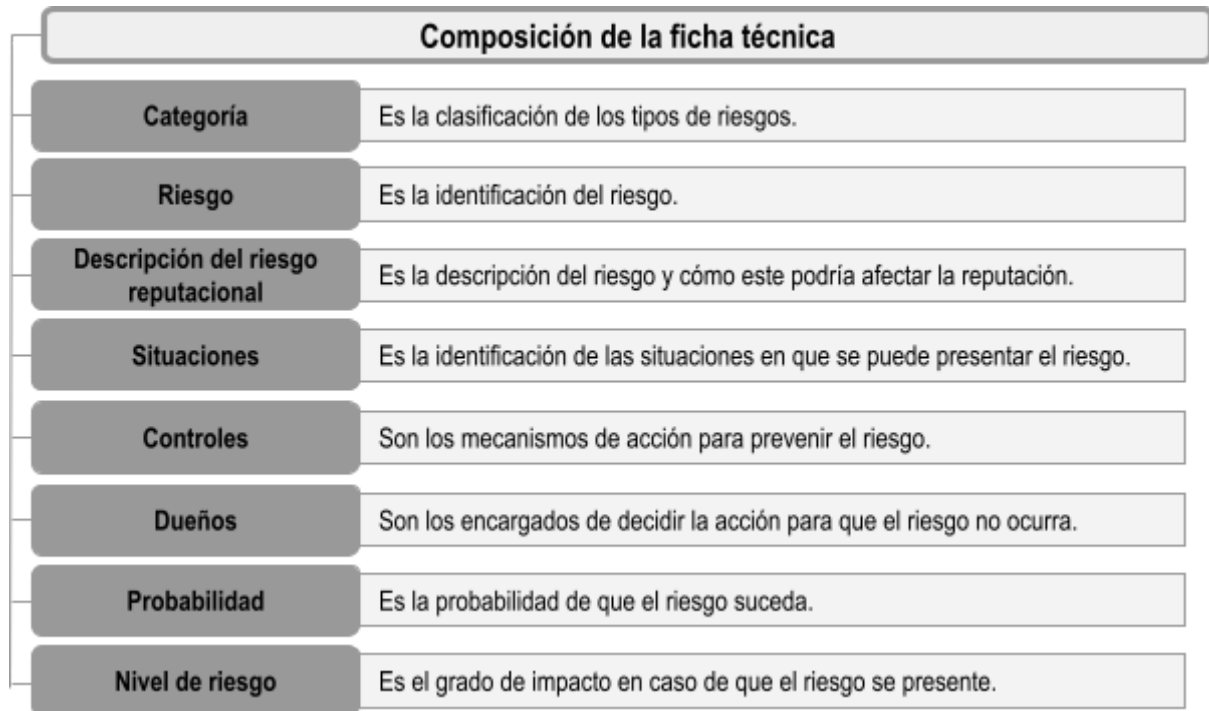 Composición de la ficha técnica
Categoría
Es la clasificación de los tipos de riesgos.
Riesgo
Es la identificación del riesgo.
Descripción del riesgo
reputacional
Es la descripción del riesgo y cómo este podría afectar la reputación.
Situaciones
Es la identificación de las situaciones en que se puede presentar el riesgo.
Controles
Son los mecanismos de acción para prevenir el riesgo.
Dueños
Son los encargados de decidir la acción para que el riesgo no ocurra.
Probabilidad
Es la probabilidad de que el riesgo suceda.
Nivel de riesgo
Es el grado de impacto en caso de que el riesgo se presente.